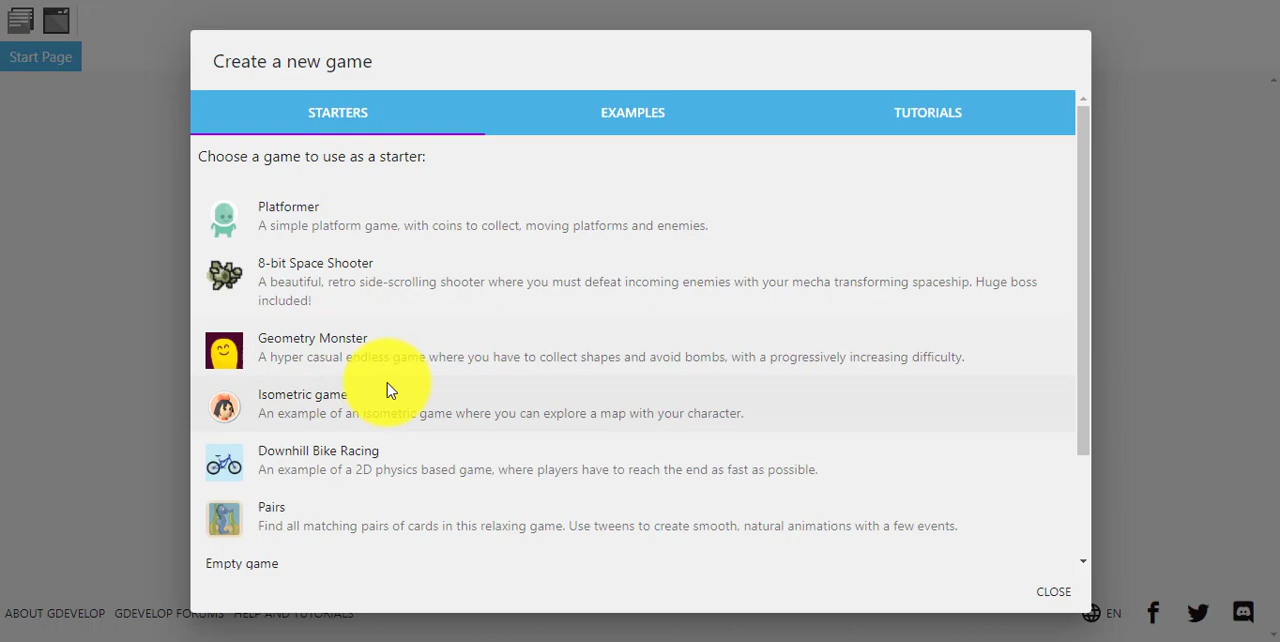 Start Page
Create a new game
STARTERS EXAMPLES TUTORIALS
Choose a game to use as a starter:
Platformer
A simple platform game, with coins to collect, moving platforms and enemies.
8-bit Space Shooter
A beautiful, retro side-scrolling shooter where you must defeat incoming enemies with your mecha transforming spaceship. Huge boss
included!
Geometry Monster
A hyper casual endless game where you have to collect shapes and avoid bombs, with a progressively increasing difficulty.
Isometric game
An example of an isometric game where you can explore a map with your character.
Downhill Bike Racing
An example of a 2D physics based game, where players have to reach the end as fast as possible.
Pairs
Find all matching pairs of cards in this relaxing game. Use tweens to create smooth, natural animations with a few events.
Empty game
CLOSE
ABOUT GDEVELOP GDEVELOP FORUMS HELP AND TUTORIALS EN